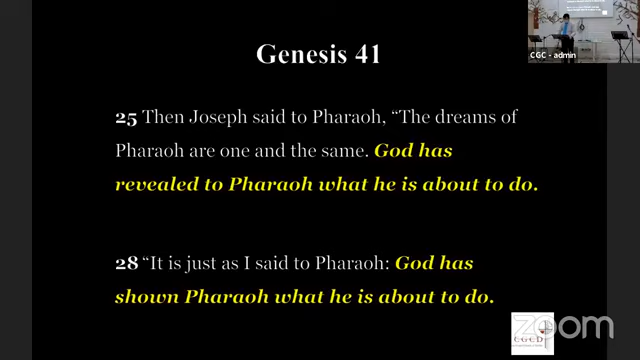 Genesis 41
25 Then Joseph said to Pharaoh, “The dreams of
Pharaoh are one and the same. God has
revealed to Pharaoh what he is about to do.
28 “It is just as I said to Pharaoh: God has
shown Pharaoh what he is about to do.
CGC - admin
zoom
CGCD